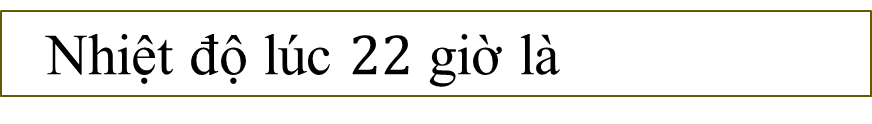 Nhiệt độ lúc 22 giờ là